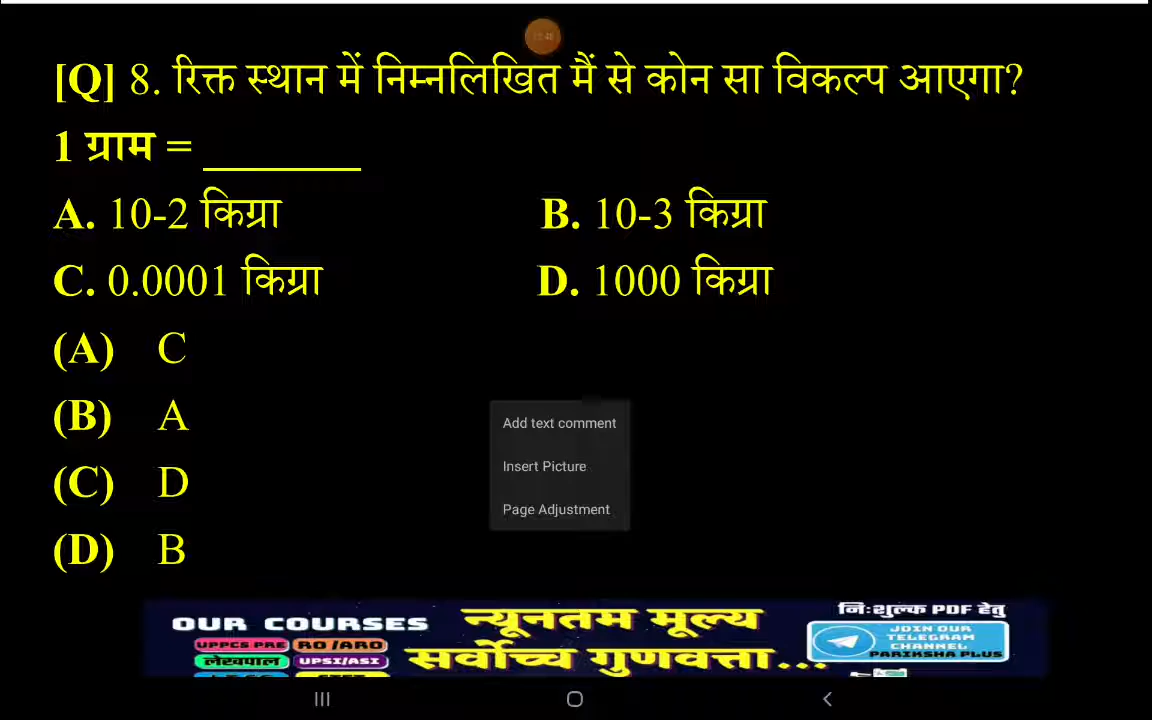 [Q] 8. रिक्त स्थान में निम्नलिखित मैं से कोन सा विकल्प आएगा?
1 ग्राम = _______
A. 10-2 किग्रा B. 10-3 किग्रा
C. 0.0001 किग्रा D. 1000 किग्रा
(A) C
(B) A
(C) D
(D) B
Add text comment
Insert Picture
Page Adjustment
OUR COURSES
UPPCS PRE RO/ARO
लेखपाल UPSI/ASI
न्यूनतम मूल्य
सर्वोच्च गुणवत्ता...
निःशुल्क PDF हेतु
JOIN OUR
TELEGRAM
CHANNEL
PARIKSHA PLUS